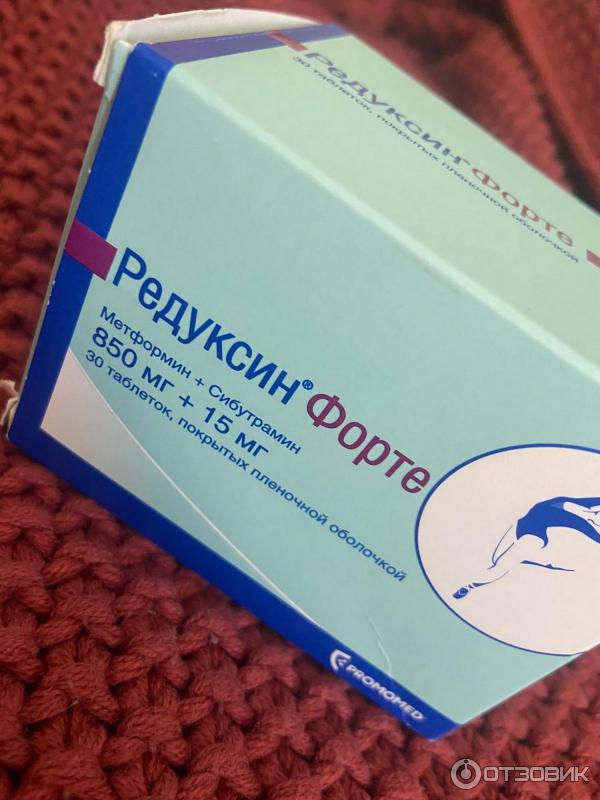 Редуксин Форте
30 таблеток, покрытых пленочной оболочкой
Редуксин® Форте
Метформин + Сибутрамин
850 мг + 15 мг
30 таблеток, покрытых пленочной оболочкой
PROMOMED
ОТЗОВИК